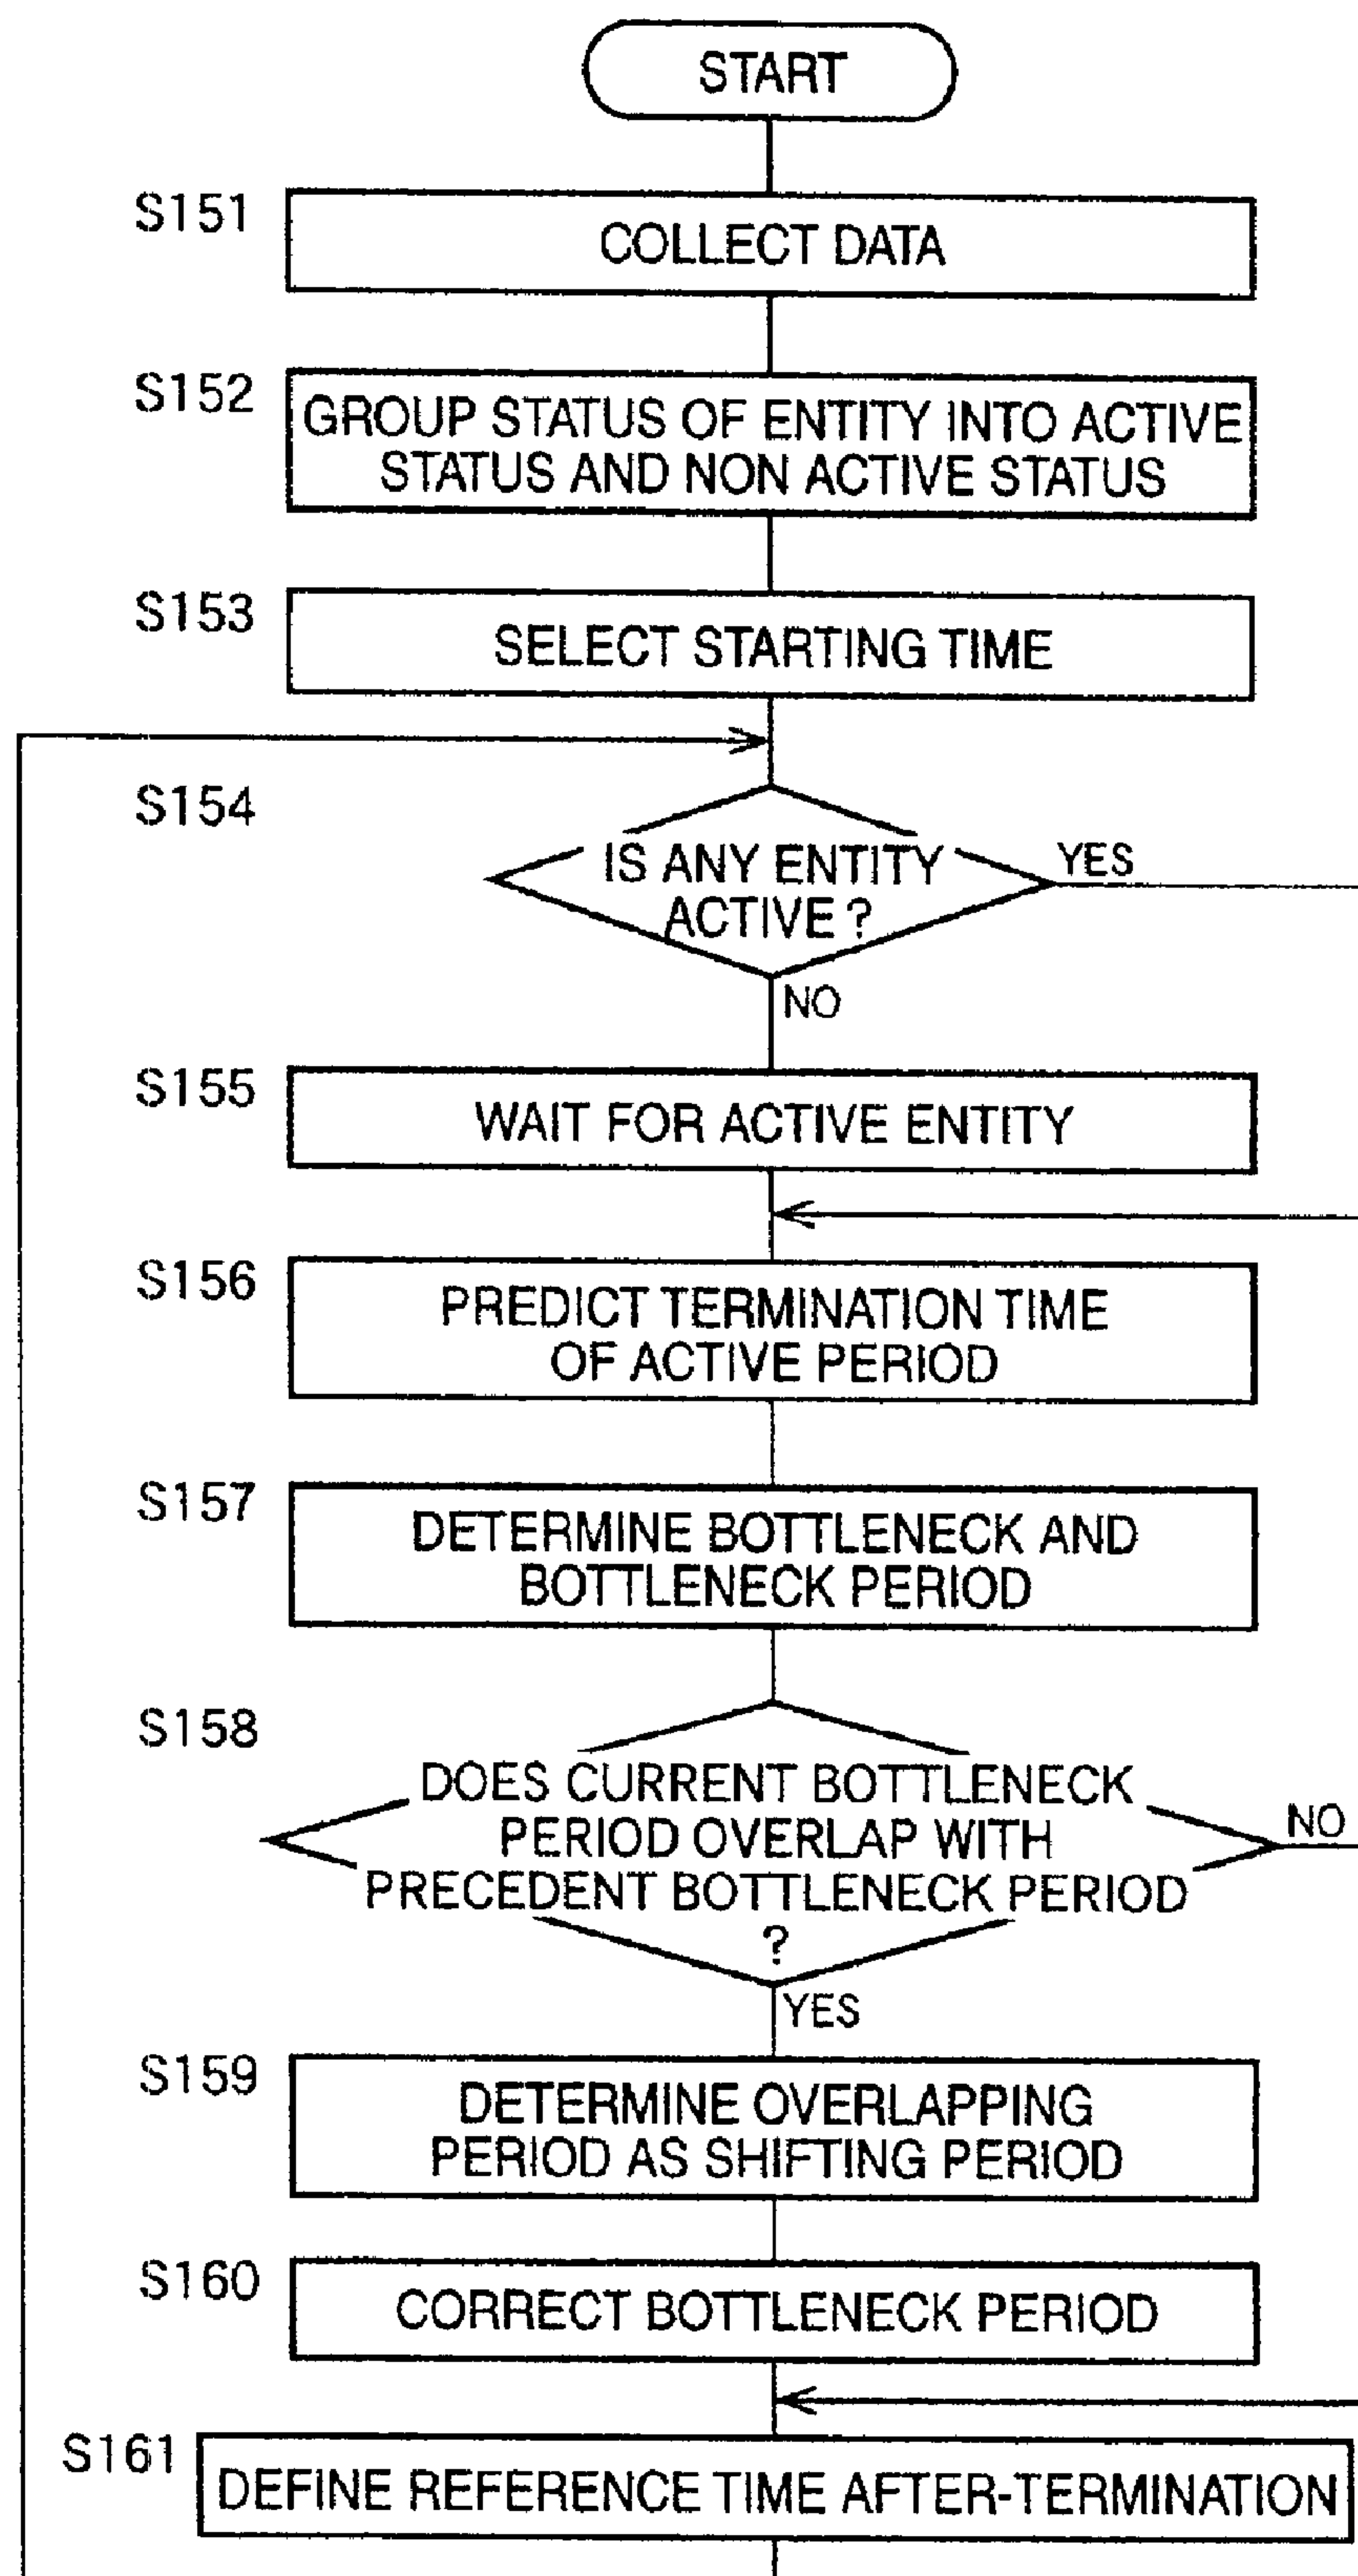 START
S151
COLLECT DATA
S152
GROUP STATUS OF ENTITY INTO ACTIVE
STATUS AND NON ACTIVE STATUS
S153
SELECT STARTING TIME
S154
IS ANY ENTITY
ACTIVE ?
YES
NO
S155
WAIT FOR ACTIVE ENTITY
S156
PREDICT TERMINATION TIME
OF ACTIVE PERIOD
S157
DETERMINE BOTTLENECK AND
BOTTLENECK PERIOD
S158
DOES CURRENT BOTTLENECK
PERIOD OVERLAP WITH
PRECEDENT BOTTLENECK PERIOD
?
NO
YES
S159
DETERMINE OVERLAPPING
PERIOD AS SHIFTING PERIOD
S160
CORRECT BOTTLENECK PERIOD
S161
DEFINE REFERENCE TIME AFTER-TERMINATION